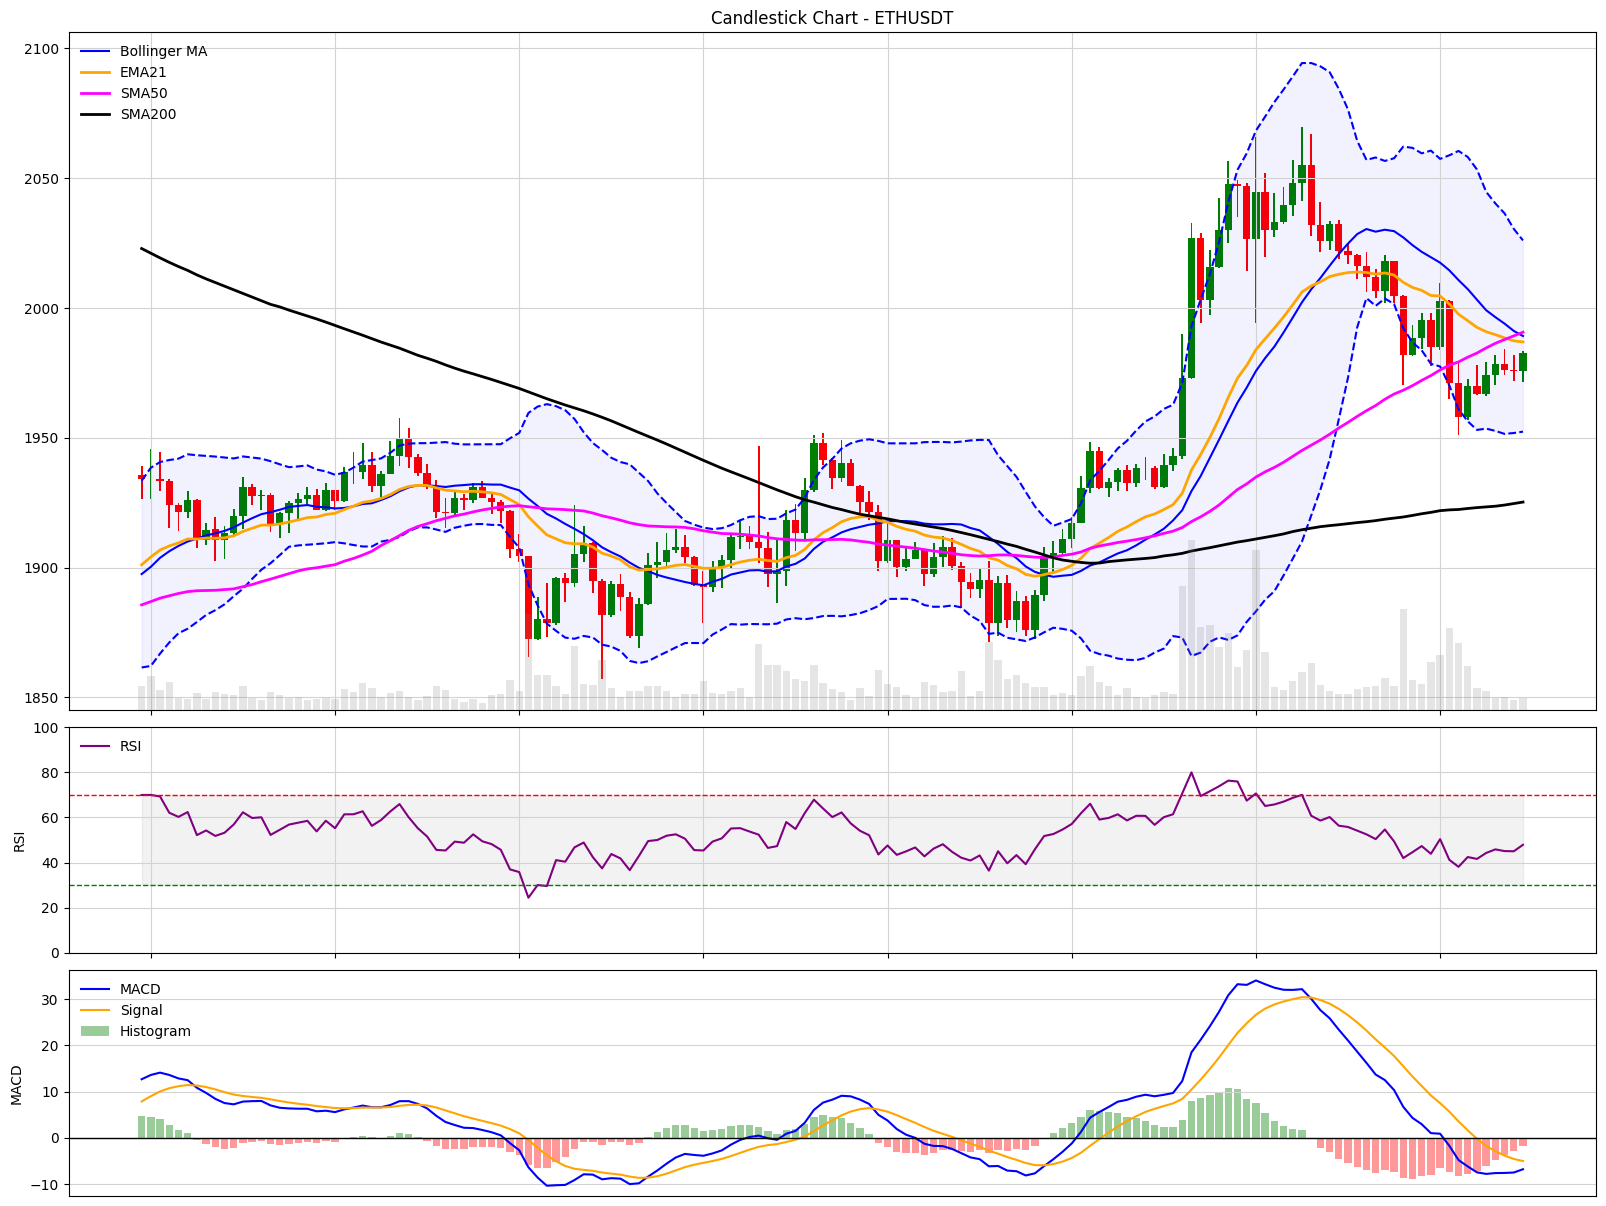 Candlestick Chart - ETHUSDT
2100
2050
2000
1950
1900
1850
Bollinger MA
EMA21
SMA50
SMA200
100
80
60
40
20
0
RSI
RSI
30
20
10
0
−10
MACD
MACD
Signal
Histogram